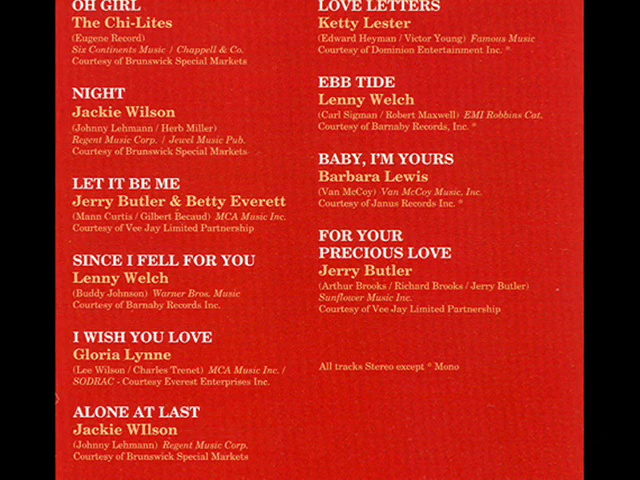 OH GIRL
The Chi-Lites
(Eugene Record)
Six Continents Music / Chappell & Co.
Courtesy of Brunswick Special Markets
NIGHT
Jackie Wilson
(Johnny Lehmann / Herb Miller)
Regent Music Corp. / Jewel Music Pub.
Courtesy of Brunswick Special Markets
LET IT BE ME
Jerry Butler & Betty Everett
(Mann Curtis / Gilbert Becaud) MCA Music Inc.
Courtesy of Vee Jay Limited Partnership
SINCE I FELL FOR YOU
Lenny Welch
(Buddy Johnson) Warner Bros. Music
Courtesy of Barnaby Records Inc.
I WISH YOU LOVE
Gloria Lynne
(Lee Wilson / Charles Trenet) MCA Music Inc. /
SODRAC - Courtesy Everest Enterprises Inc.
ALONE AT LAST
Jackie WIlson
(Johnny Lehmann) Regent Music Corp.
Courtesy of Brunswick Special Markets
LOVE LETTERS
Ketty Lester
(Edward Heyman / Victor Young) Famous Music
Courtesy of Dominion Entertainment Inc. *
EBB TIDE
Lenny Welch
(Carl Sigman / Robert Maxwell) EMI Robbins Cat.
Courtesy of Barnaby Records, Inc. *
BABY, I'M YOURS
Barbara Lewis
(Van McCoy) Van McCoy Music, Inc.
Courtesy of Janus Records Inc. *
FOR YOUR
PRECIOUS LOVE
Jerry Butler
(Arthur Brooks / Richard Brooks / Jerry Butler)
Sunflower Music Inc.
Courtesy of Vee Jay Limited Partnership
All tracks Stereo except * Mono